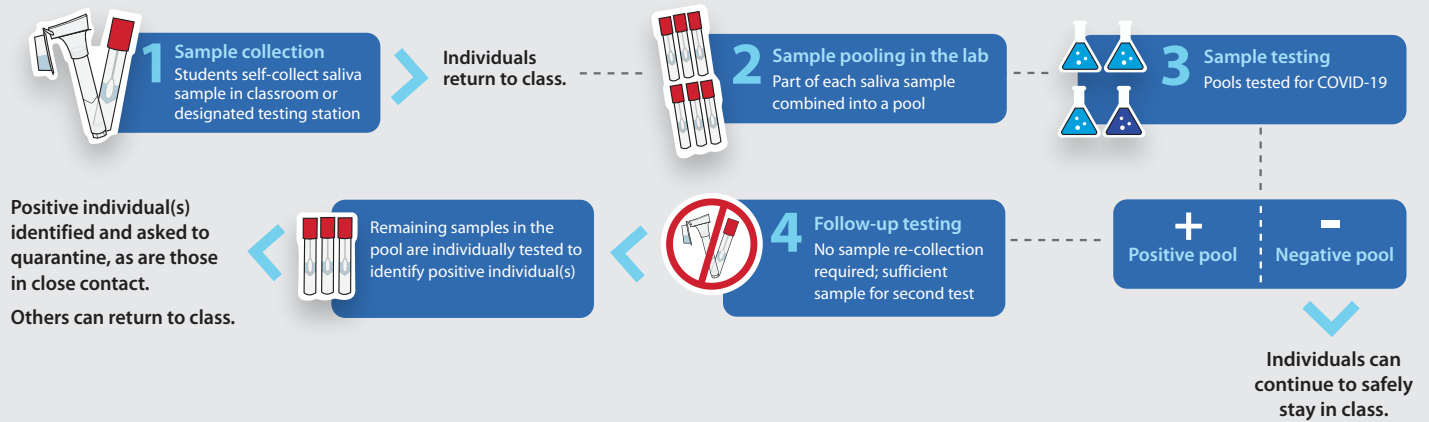 1
Sample collection
Students self-collect saliva
sample in classroom or
designated testing station
Individuals
return to class.
2
Sample pooling in the lab
Part of each saliva sample
combined into a pool
3
Sample testing
Pools tested for COVID-19
+
Positive pool
-
Negative pool
Individuals can
continue to safely
stay in class.
4
Follow-up testing
No sample re-collection
required; sufficient
sample for second test
Remaining samples in the
pool are individually tested to
identify positive individual(s)
Positive individual(s)
identified and asked to
quarantine, as are those
in close contact.
Others can return to class.